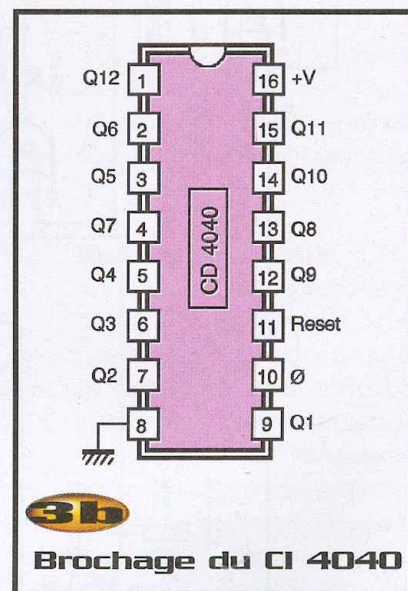 Q12 1 16 +V
Q6 2 15 Q11
Q5 3 14 Q10
Q7 4 13 Q8
CD 4040
Q4 5 12 Q9
Q3 6 11 Reset
Q2 7 10 Ø
8 9 Q1
3b
Brochage du CI 4040